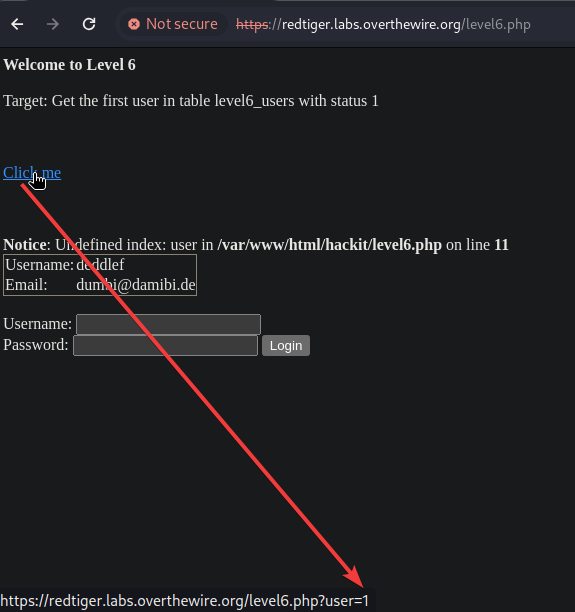 Not secure https://redtiger.labs.overthewire.org/level6.php
Welcome to Level 6
Target: Get the first user in table level6_users with status 1
Click me
Notice: Undefined index: user in /var/www/html/hackit/level6.php on line 11
Username: deddlef
Email: dumbi@damibi.de
Username:
Password: Login
https://redtiger.labs.overthewire.org/level6.php?user=1